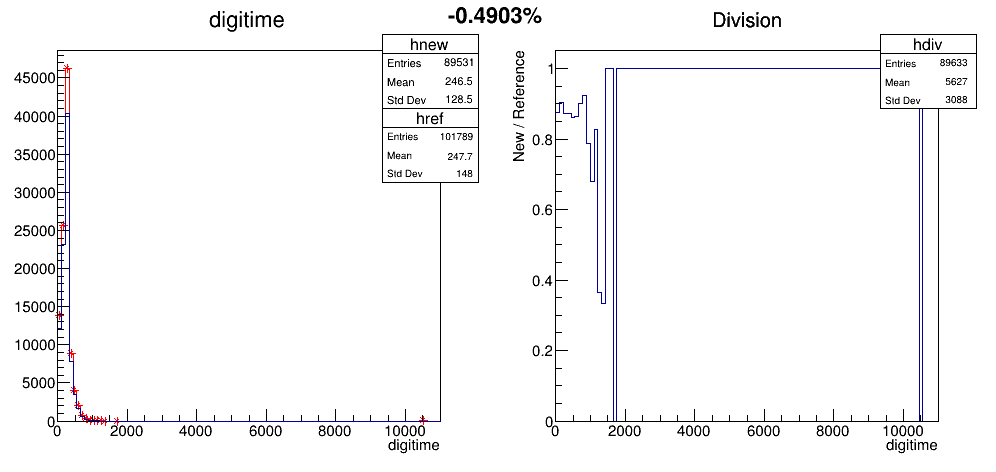 digitime
-0.4903%
Division
hnew
Entries 89531
Mean 246.5
Std Dev 128.5
href
Entries 101789
Mean 247.7
Std Dev 148
45000
40000
35000
30000
25000
20000
15000
10000
5000
0
0 2000 4000 6000 8000 10000
digitime
hdiv
Entries 89633
Mean 5627
Std Dev 3088
New / Reference
1
0.8
0.6
0.4
0.2
0
0 2000 4000 6000 8000 10000
digitime